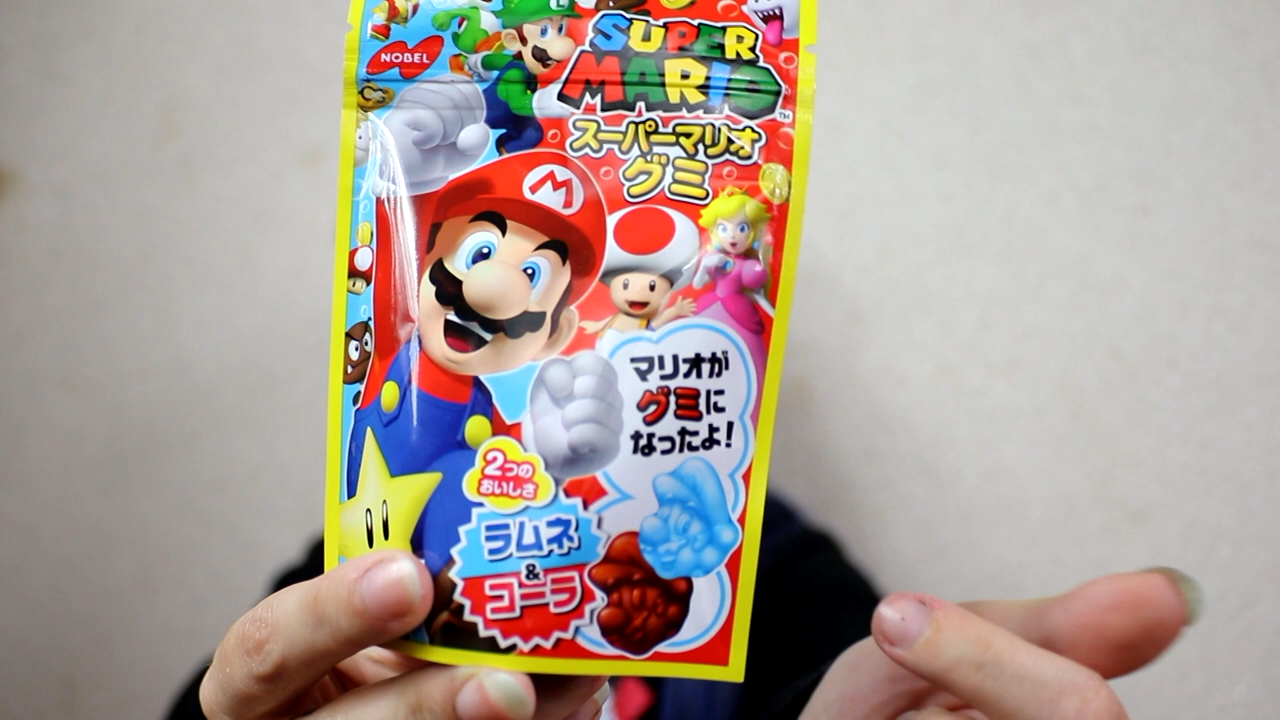 NOBEL
L
SUPER
MARIO
TM
スーパーマリオ
グミ
M
マリオが
グミに
なったよ!
2つの
おいしさ
ラムネ
&
コーラ